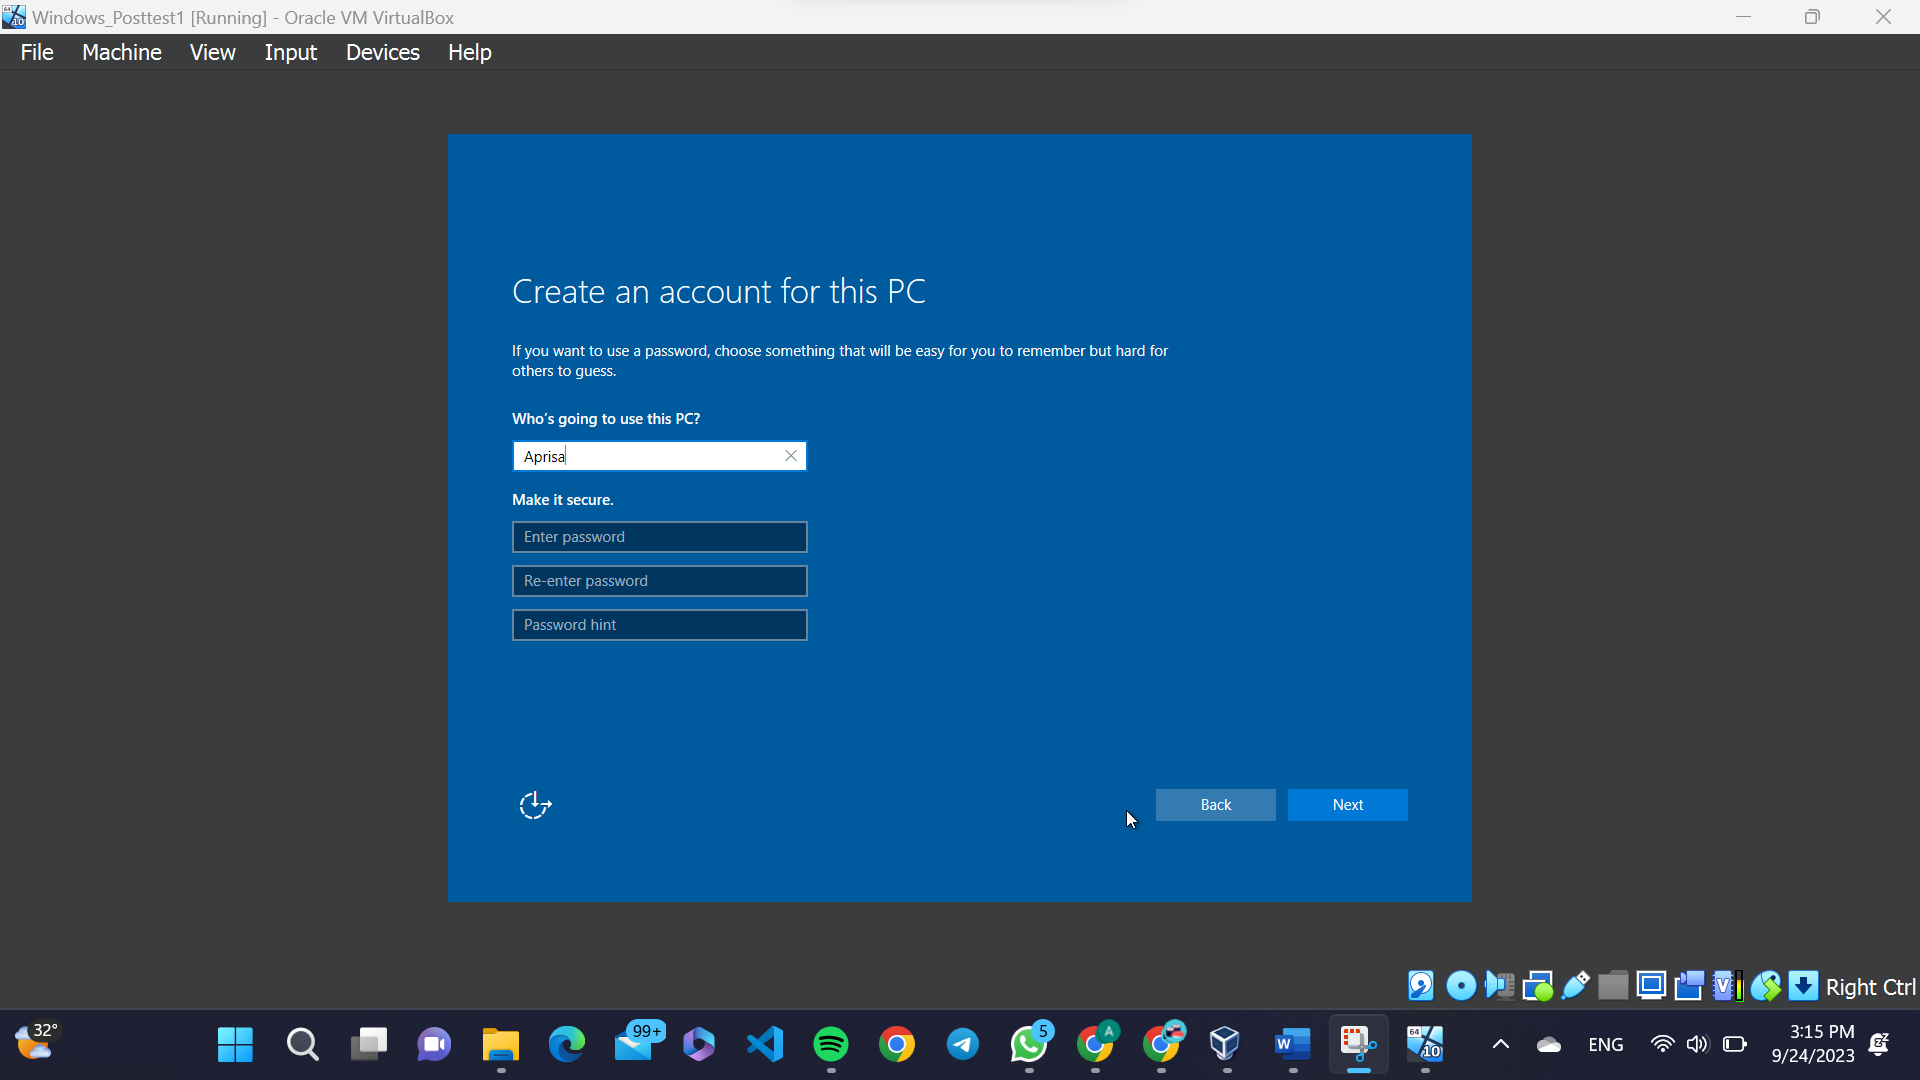 Windows_Posttest1 [Running] - Oracle VM VirtualBox
File Machine View Input Devices Help
Create an account for this PC
If you want to use a password, choose something that will be easy for you to remember but hard for
others to guess.
Who's going to use this PC?
Aprisa
Make it secure.
Enter password
Re-enter password
Password hint
Back Next
Right Ctrl
32° 99+ 5 A 64 10 ENG 3:15 PM
9/24/2023